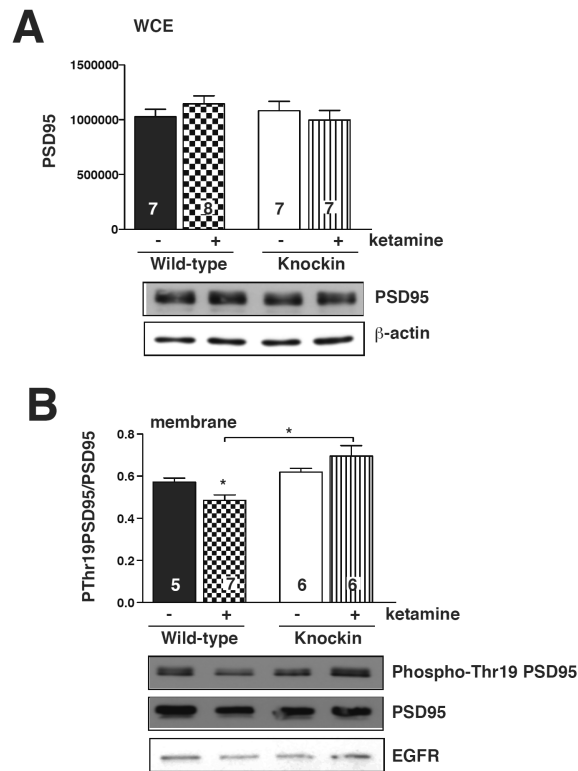 A
WCE
PSD95
1500000
1000000
500000
0
7 8 7 7
- + - + ketamine
Wild-type Knockin
PSD95
β-actin
B
membrane
PThr19PSD95/PSD95
0.8
0.6
0.4
0.2
0.0
*
*
5 7 6 6
- + - + ketamine
Wild-type Knockin
Phospho-Thr19 PSD95
PSD95
EGFR